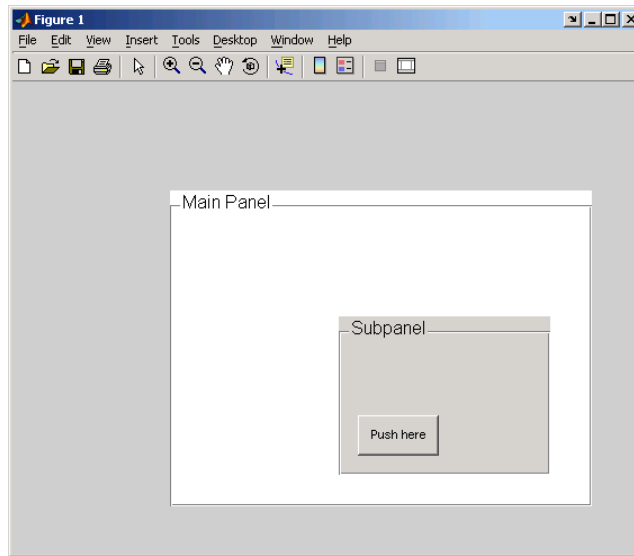 Figure 1
File Edit View Insert Tools Desktop Window Help
Main Panel
Subpanel
Push here